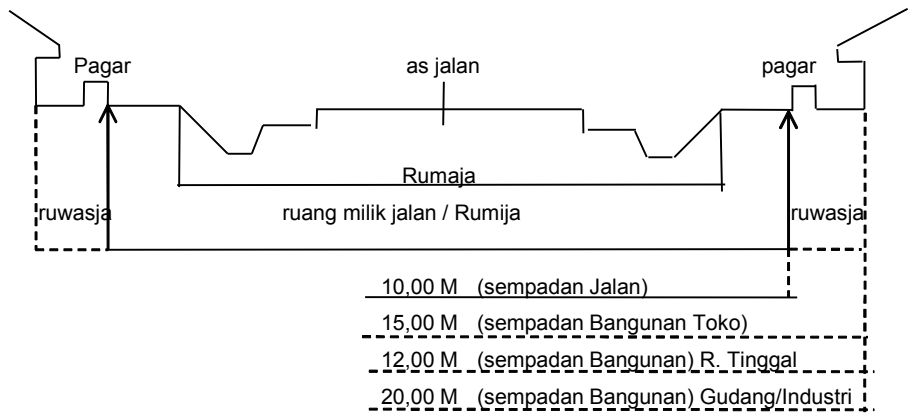 Pagar as jalan pagar
Rumaja
ruwasja ruang milik jalan / Rumija ruwasja
10,00 M (sempadan Jalan)
15,00 M (sempadan Bangunan Toko)
12,00 M (sempadan Bangunan) R. Tinggal
20,00 M (sempadan Bangunan) Gudang/Industri